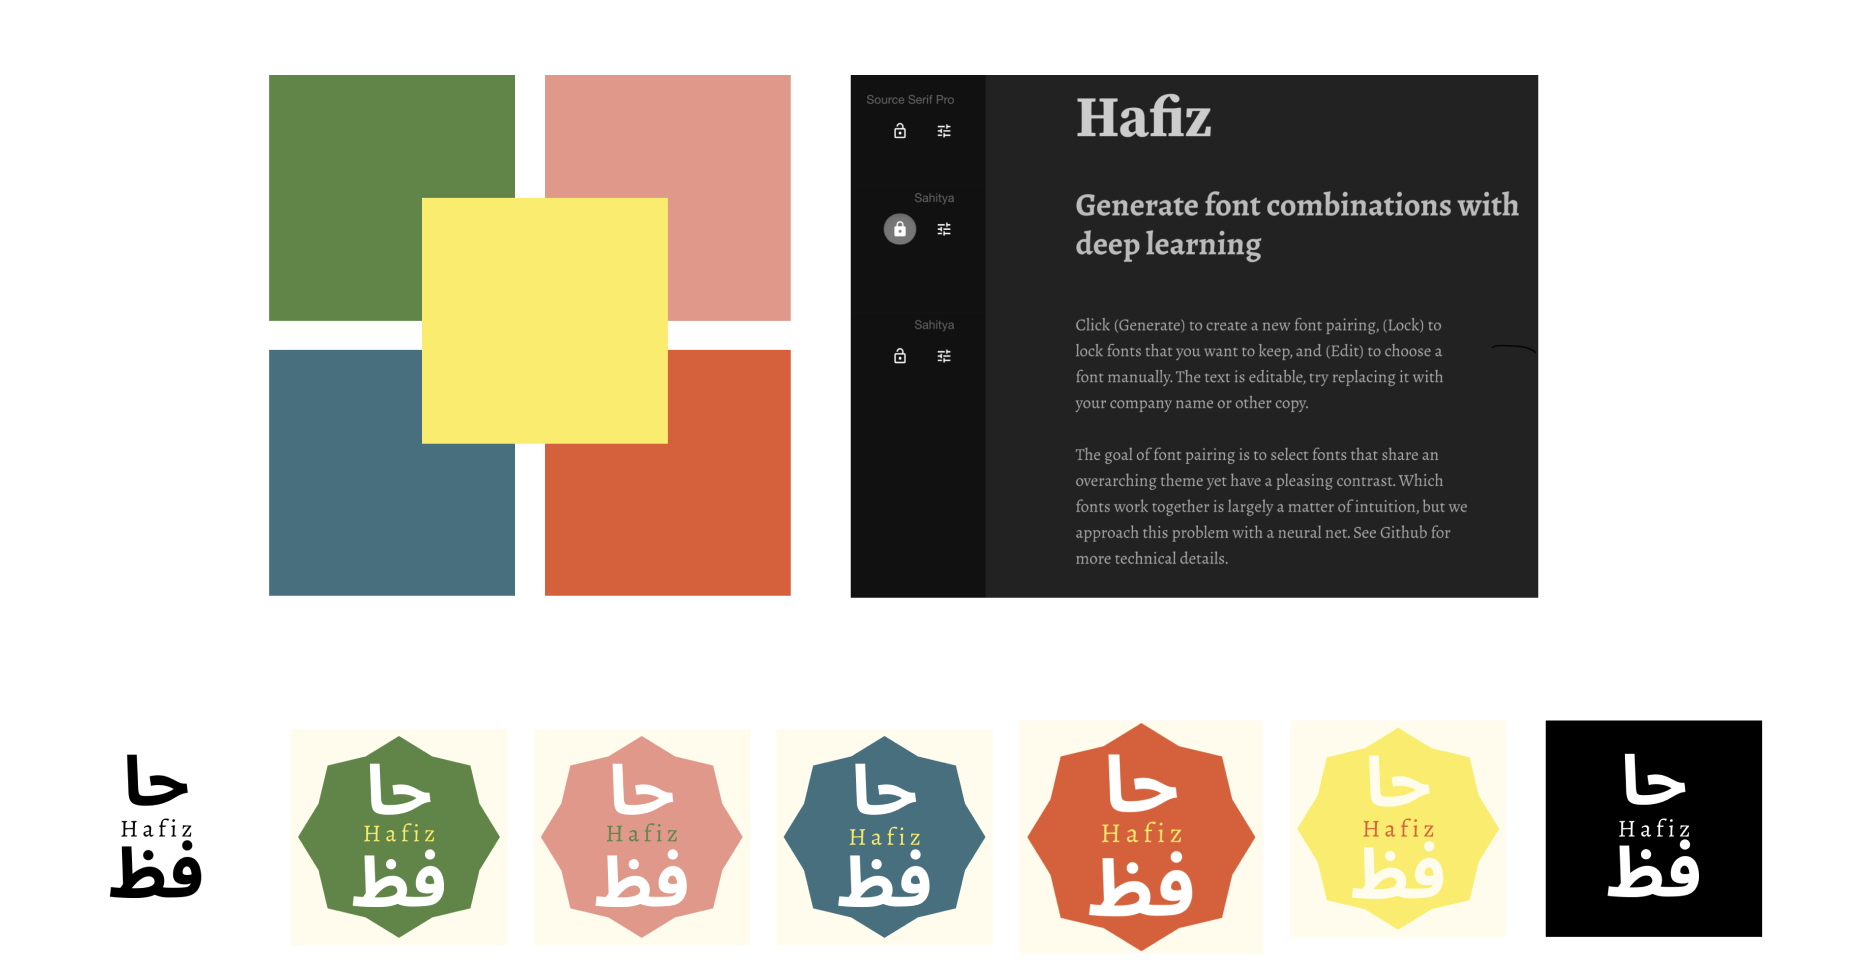 Source Serif Pro
Hafiz
Sahitya
Generate font combinations with
deep learning
Sahitya
Click (Generate) to create a new font pairing, (Lock) to
lock fonts that you want to keep, and (Edit) to choose a
font manually. The text is editable, try replacing it with
your company name or other copy.
The goal of font pairing is to select fonts that share an
overarching theme yet have a pleasing contrast. Which
fonts work together is largely a matter of intuition, but we
approach this problem with a neural net. See Github for
more technical details.
حا
Hafiz
فظ
حا
Hafiz
فظ
حا
Hafiz
فظ
حا
Hafiz
فظ
حا
Hafiz
فظ
حا
Hafiz
فظ
حا
Hafiz
فظ